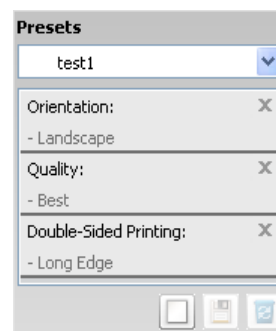 Presets
test1
Orientation:
- Landscape
Quality:
- Best
Double-Sided Printing:
- Long Edge